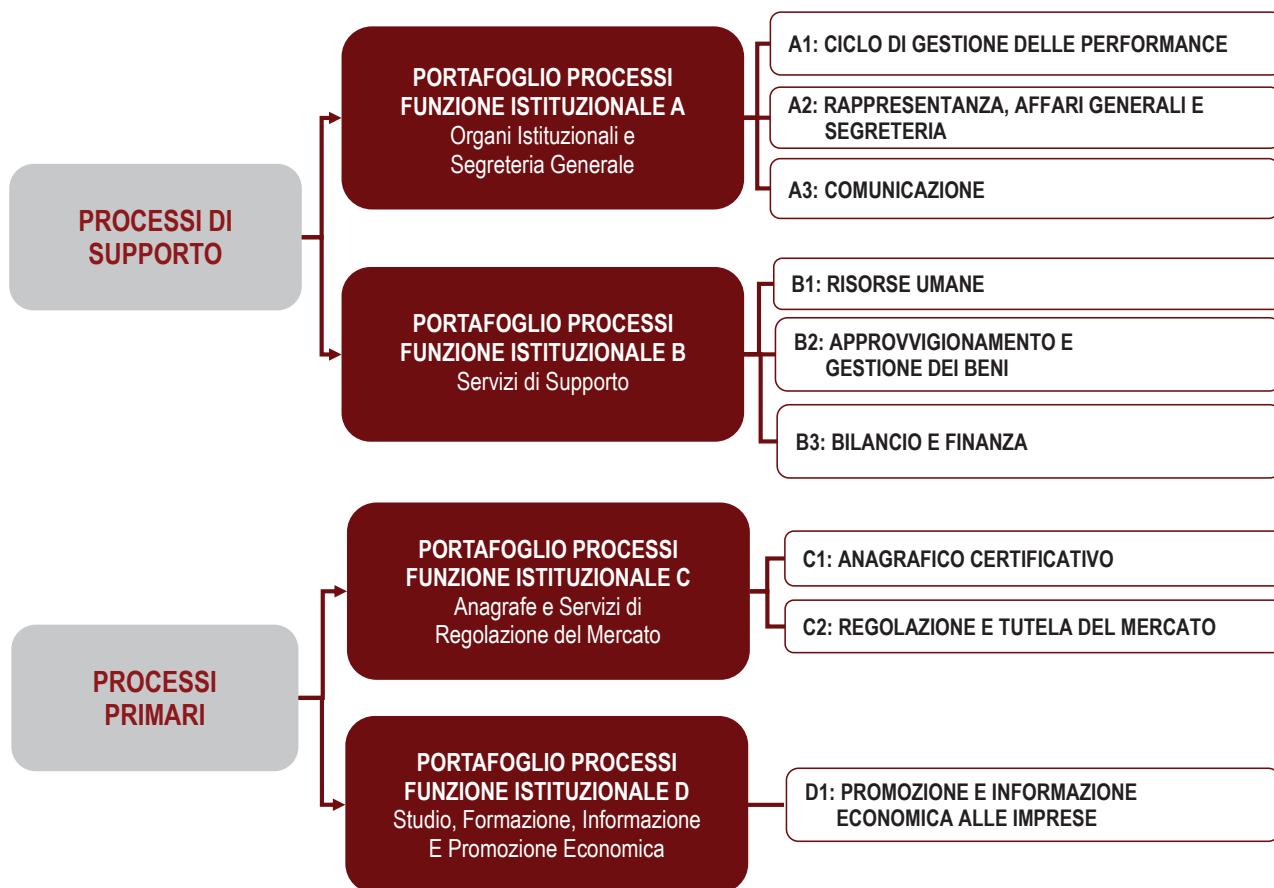 PROCESSI DI
SUPPORTO
PORTAFOGLIO PROCESSI
FUNZIONE ISTITUZIONALE A
Organi Istituzionali e
Segreteria Generale
A1: CICLO DI GESTIONE DELLE PERFORMANCE
A2: RAPPRESENTANZA, AFFARI GENERALI E
SEGRETERIA
A3: COMUNICAZIONE
PORTAFOGLIO PROCESSI
FUNZIONE ISTITUZIONALE B
Servizi di Supporto
B1: RISORSE UMANE
B2: APPROVVIGIONAMENTO E
GESTIONE DEI BENI
B3: BILANCIO E FINANZA
PROCESSI
PRIMARI
PORTAFOGLIO PROCESSI
FUNZIONE ISTITUZIONALE C
Anagrafe e Servizi di
Regolazione del Mercato
C1: ANAGRAFICO CERTIFICATIVO
C2: REGOLAZIONE E TUTELA DEL MERCATO
PORTAFOGLIO PROCESSI
FUNZIONE ISTITUZIONALE D
Studio, Formazione, Informazione
E Promozione Economica
D1: PROMOZIONE E INFORMAZIONE
ECONOMICA ALLE IMPRESE